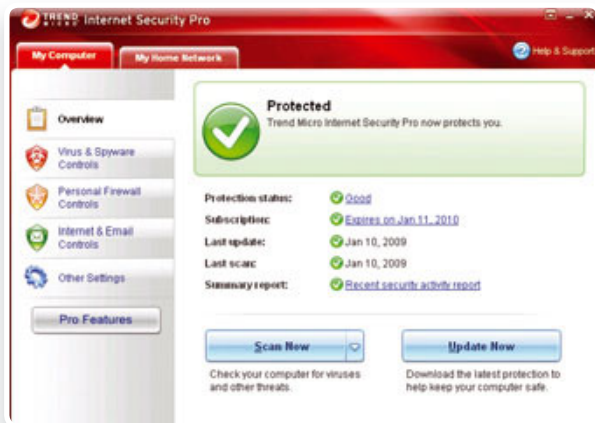 TREND MICRO Internet Security Pro
My Computer
My Home Network
Help & Support
Overview
Virus & Spyware
Controls
Personal Firewall
Controls
Internet & Email
Controls
Other Settings
Pro Features
Protected
Trend Micro Internet Security Pro now protects you.
Protection status: Good
Subscription: Expires on Jan 11, 2010
Last update: Jan 10, 2009
Last scan: Jan 10, 2009
Summary report: Recent security activity report
Scan Now
Check your computer for viruses
and other threats.
Update Now
Download the latest protection to
help keep your computer safe.